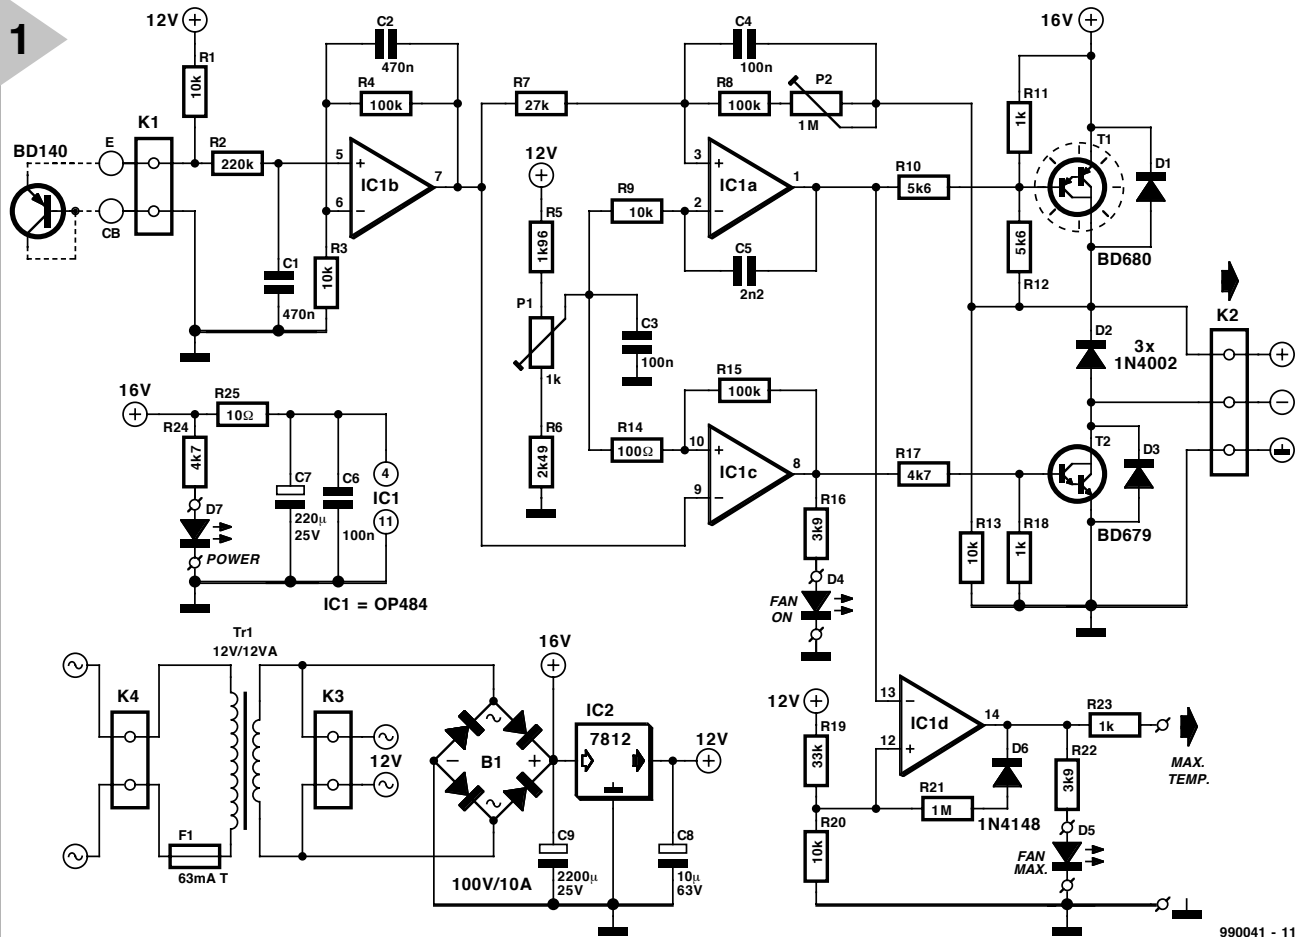 1
12V
R1
10k
K1
BD140
E
CB
R2
220k
C1
470n
C2
470n
R4
100k
5
6
7
+
−
IC1b
R3
10k
R7
27k
12V
R5
1k96
P1
1k
R6
2k49
R9
10k
C3
100n
C4
100n
R8
100k
P2
1M
3
2
1
+
−
IC1a
C5
2n2
R10
5k6
16V
R11
1k
T1
D1
5k6
R12
BD680
K2
D2
3x
1N4002
+
−
R15
100k
R14
100Ω
10
9
8
+
−
IC1c
R17
4k7
T2
D3
BD679
R16
3k9
D4
FAN
ON
R13
10k
R18
1k
16V
R25
10Ω
R24
4k7
D7
POWER
C7
220µ
25V
C6
100n
4
IC1
11
IC1 = OP484
Tr1
12V/12VA
K4
F1
63mA T
K3
12V
B1
−
+
100V/10A
16V
IC2
7812
12V
C9
2200µ
25V
C8
10µ
63V
12V
R19
33k
R20
10k
13
12
14
−
+
IC1d
R21
1M
D6
1N4148
R23
1k
R22
3k9
D5
FAN
MAX.
MAX.
TEMP.
990041 - 11